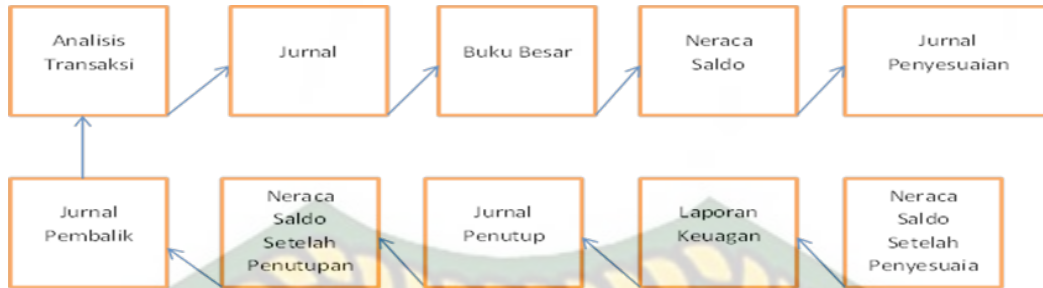 Analisis
Transaksi
Jurnal
Buku Besar
Neraca
Saldo
Jurnal
Penyesuaian
Jurnal
Pembalik
Neraca
Saldo
Setelah
Penutupan
Jurnal
Penutup
Laporan
Keuagan
Neraca
Saldo
Setelah
Penyesuaia